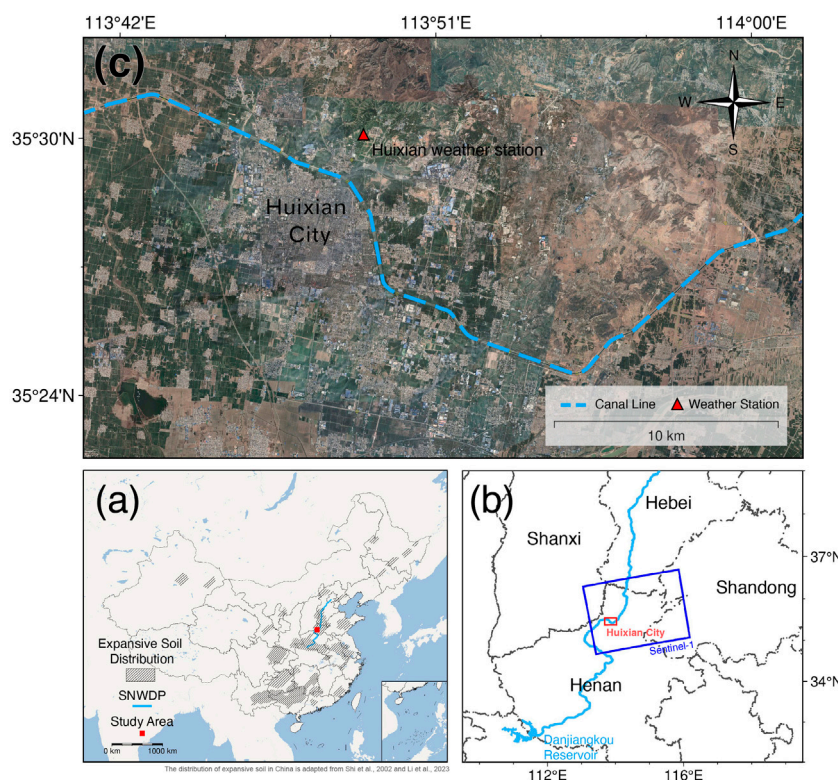 113°42'E
113°51'E
114°00'E
(c)
N
W
E
S
35°30'N
Huixian weather station
Huixian
City
35°24'N
Canal Line
Weather Station
10 km
(a)
Expansive Soil
Distribution
SNWDP
Study Area
0 km
1000 km
The distribution of expansive soil in China is adapted from Shi et al., 2002 and Li et al., 2023
(b)
Hebei
Shanxi
37°N
Shandong
Huixian City
Sentinel-1
Henan
34°N
Danjiangkou
Reservoir
112°E
116°E